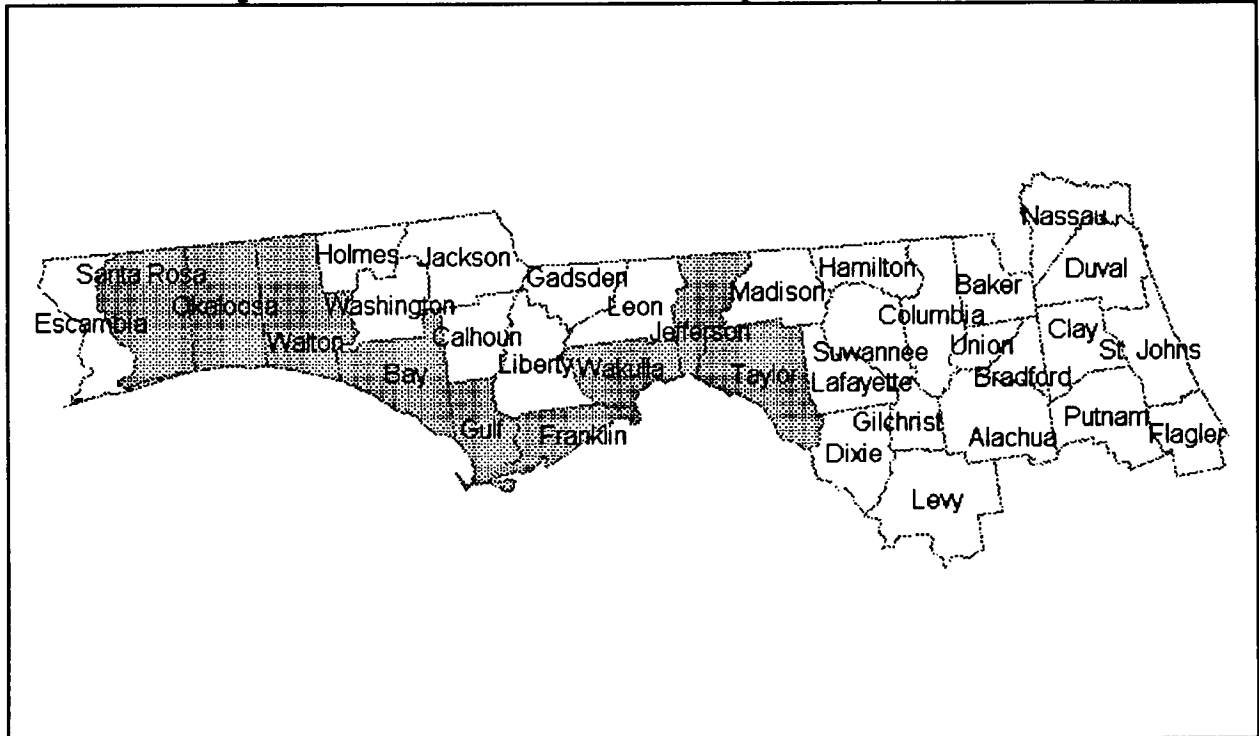 Nassau
Holmes
Jackson
Duval
Santa Rosa
Gadsden
Hamilton
Baker
Madison
Okaloosa
Washington
Leon
Columbia
Escambia
Jefferson
Clay
Walton
Calhoun
Union
St. Johns
Suwannee
Liberty
Wakulla
Bay
Taylor
Lafayette
Bradford
Gulf
Franklin
Gilchrist
Putnam
Flagler
Alachua
Dixie
Levy